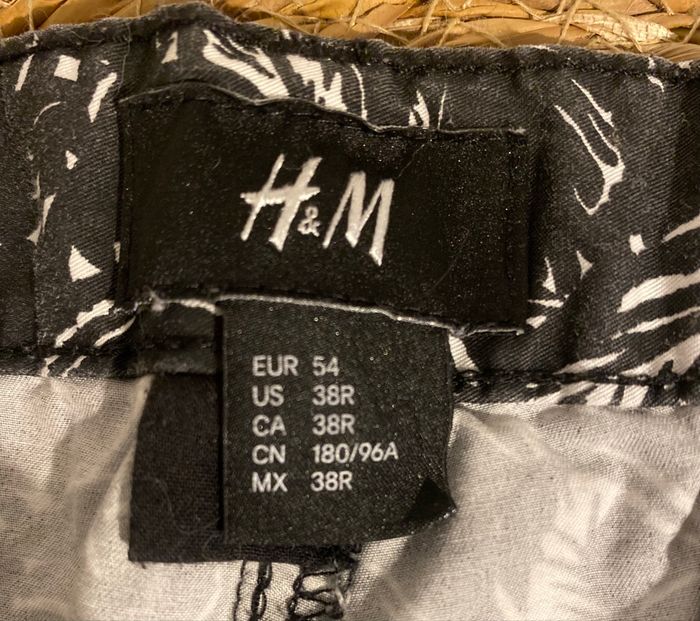 H&M
EUR 54
US 38R
CA 38R
CN 180/96A
MX 38R